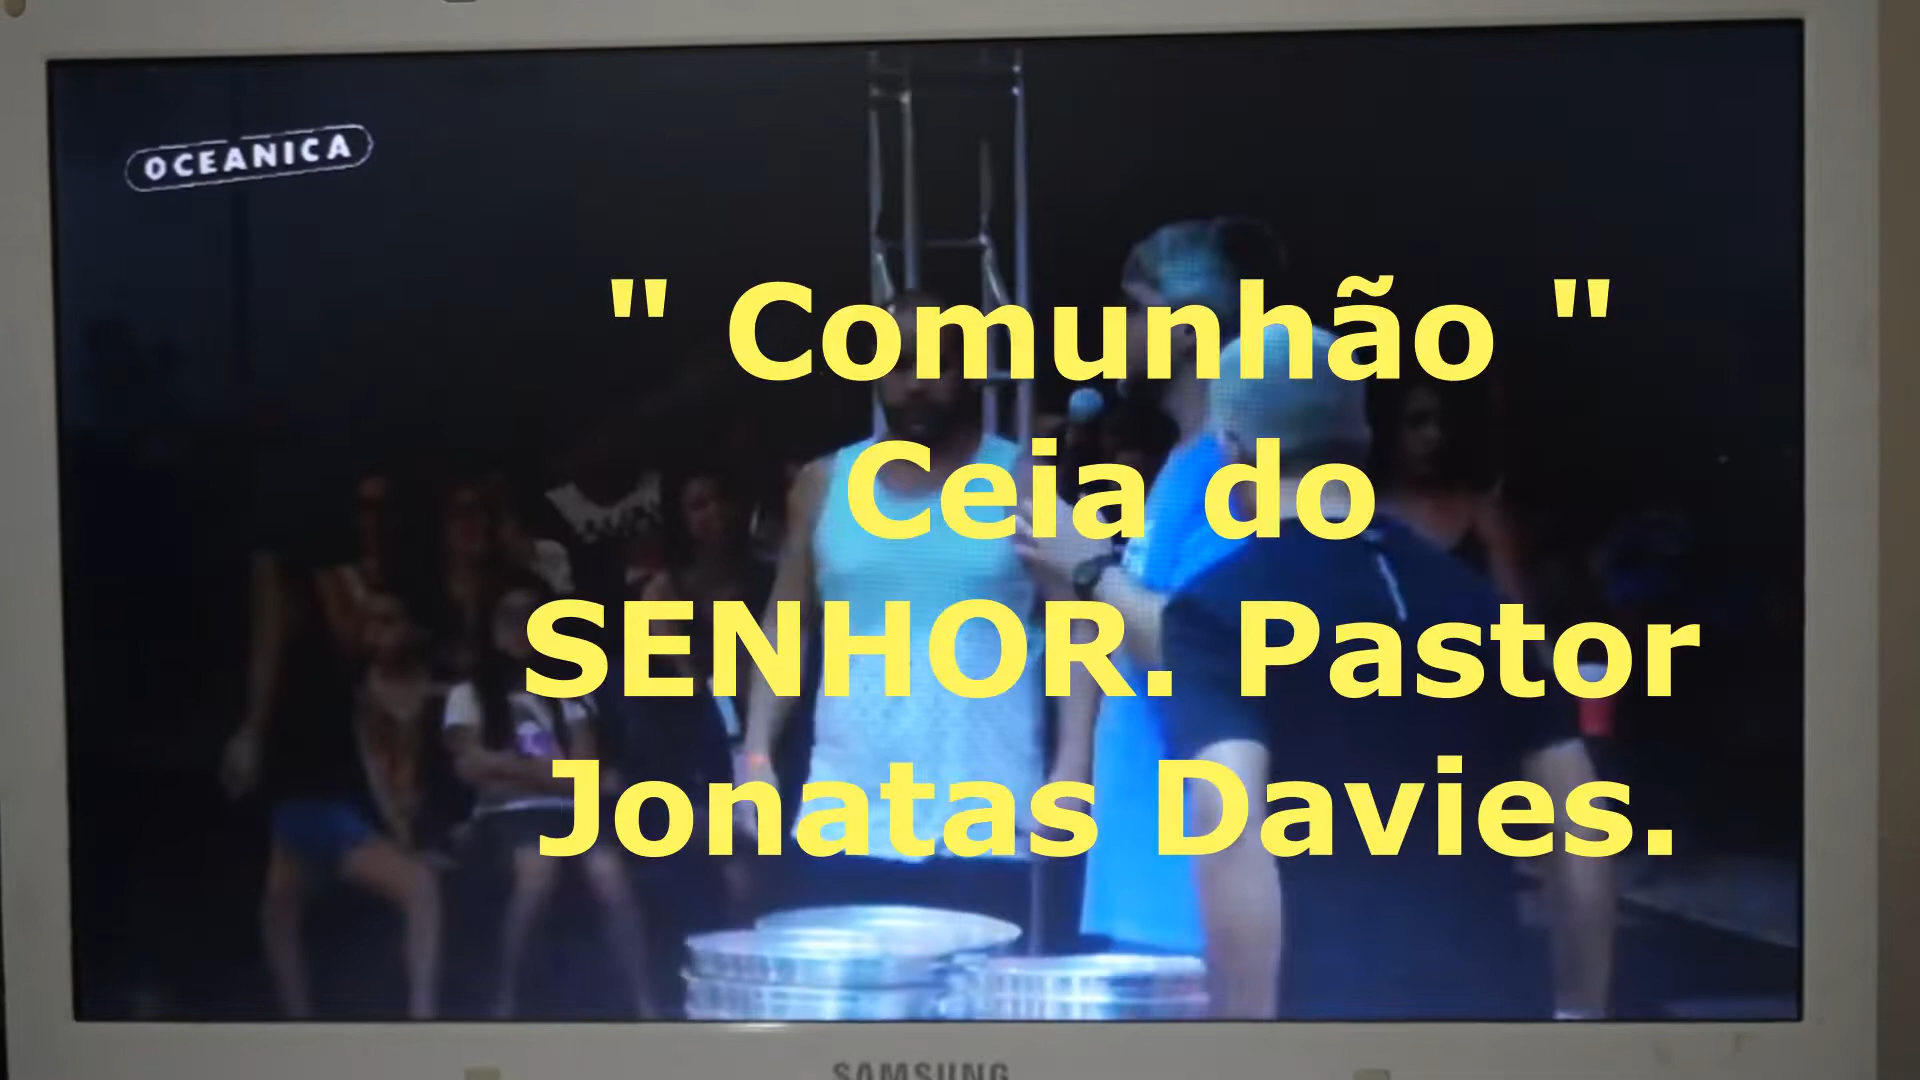 OCEANICA
" Comunhão "
Ceia do
SENHOR. Pastor
Jonatas Davies.
SAMSUNG